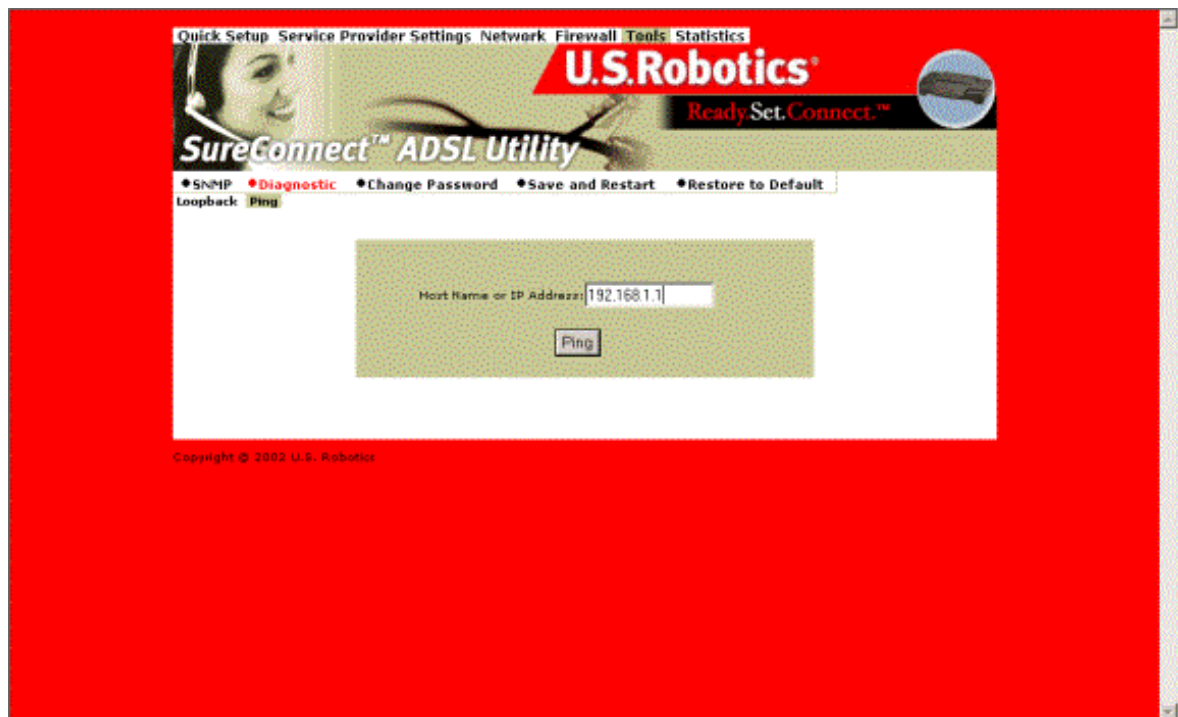 Quick Setup Service Provider Settings Network Firewall Tools Statistics
U.S.Robotics®
Ready.Set.Connect.™
SureConnect™ ADSL Utility
•SNMP •Diagnostic •Change Password •Save and Restart •Restore to Default
Loopback Ping
Host Name or IP Address: 192.168.1.1
Ping
Copyright © 2002 U.S. Robotics